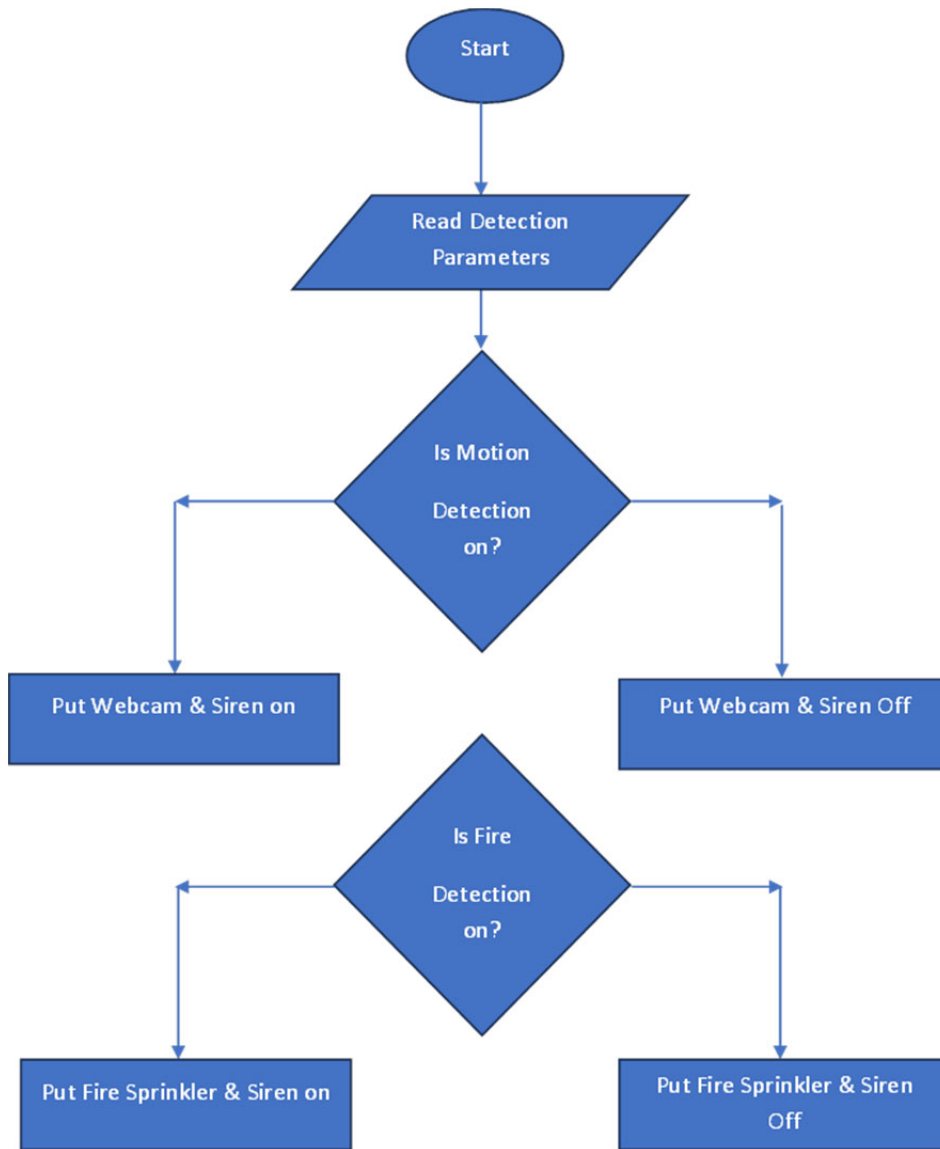 Start
Read Detection
Parameters
Is Motion
Detection
on?
Put Webcam & Siren on
Put Webcam & Siren Off
Is Fire
Detection
on?
Put Fire Sprinkler & Siren on
Put Fire Sprinkler & Siren
Off